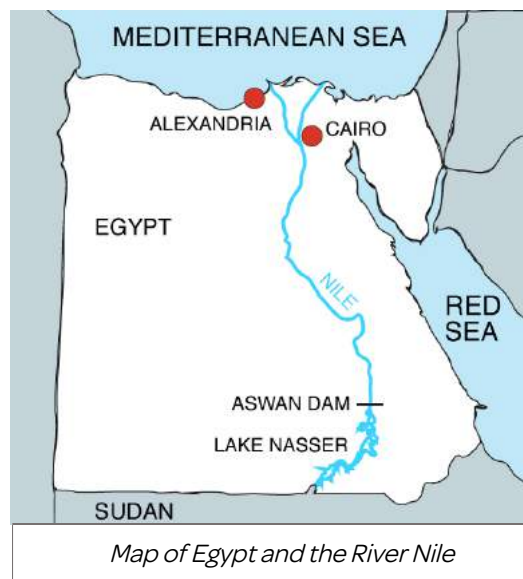 MEDITERRANEAN SEA
ALEXANDRIA
CAIRO
EGYPT
NILE
RED
SEA
ASWAN DAM
LAKE NASSER
SUDAN
Map of Egypt and the River Nile